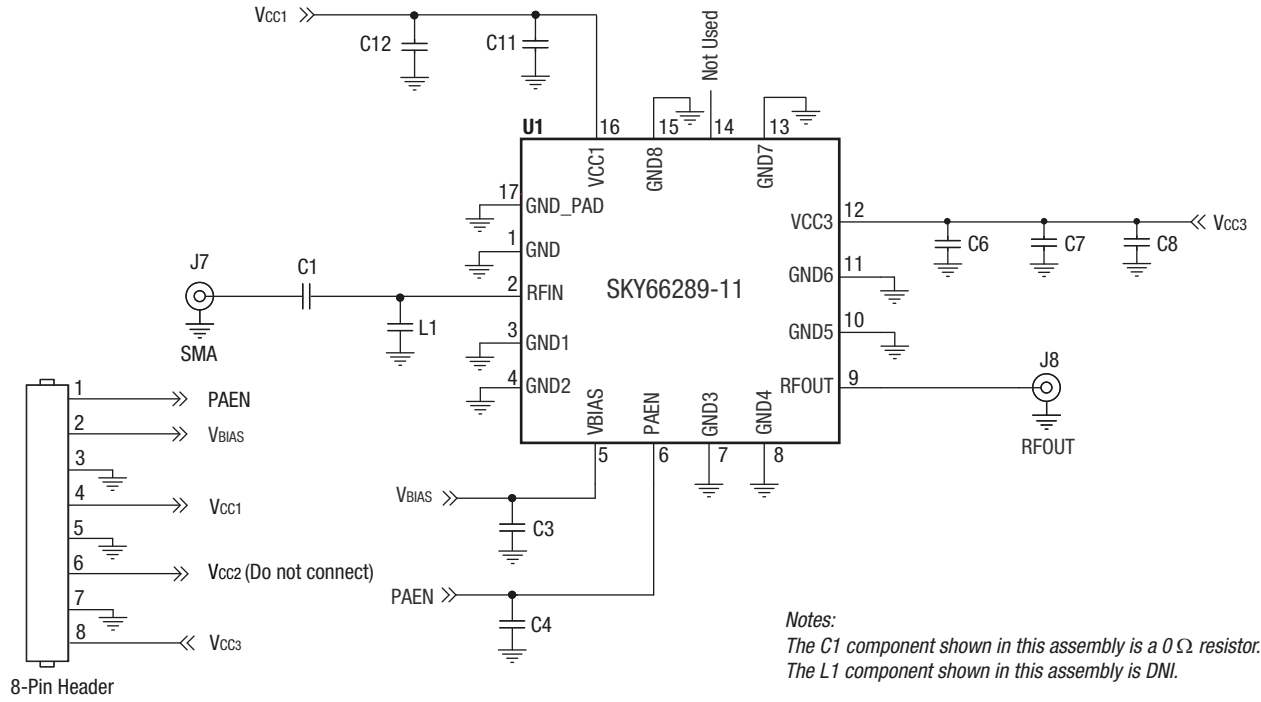 VCC1
C12
C11
Not Used
U1
16
15
14
13
VCC1
GND8
GND7
17
GND_PAD
1
GND
2
RFIN
3
GND1
4
GND2
SKY66289-11
VCC3
12
GND6
11
GND5
10
RFOUT
9
VCC3
C6
C7
C8
J7
C1
L1
SMA
J8
RFOUT
VBIAS
PAEN
GND3
GND4
5
6
7
8
VBIAS
C3
PAEN
C4
1
PAEN
2
VBIAS
3
4
VCC1
5
6
VCC2 (Do not connect)
7
8
VCC3
8-Pin Header
Notes:
The C1 component shown in this assembly is a 0 Ω resistor.
The L1 component shown in this assembly is DNI.